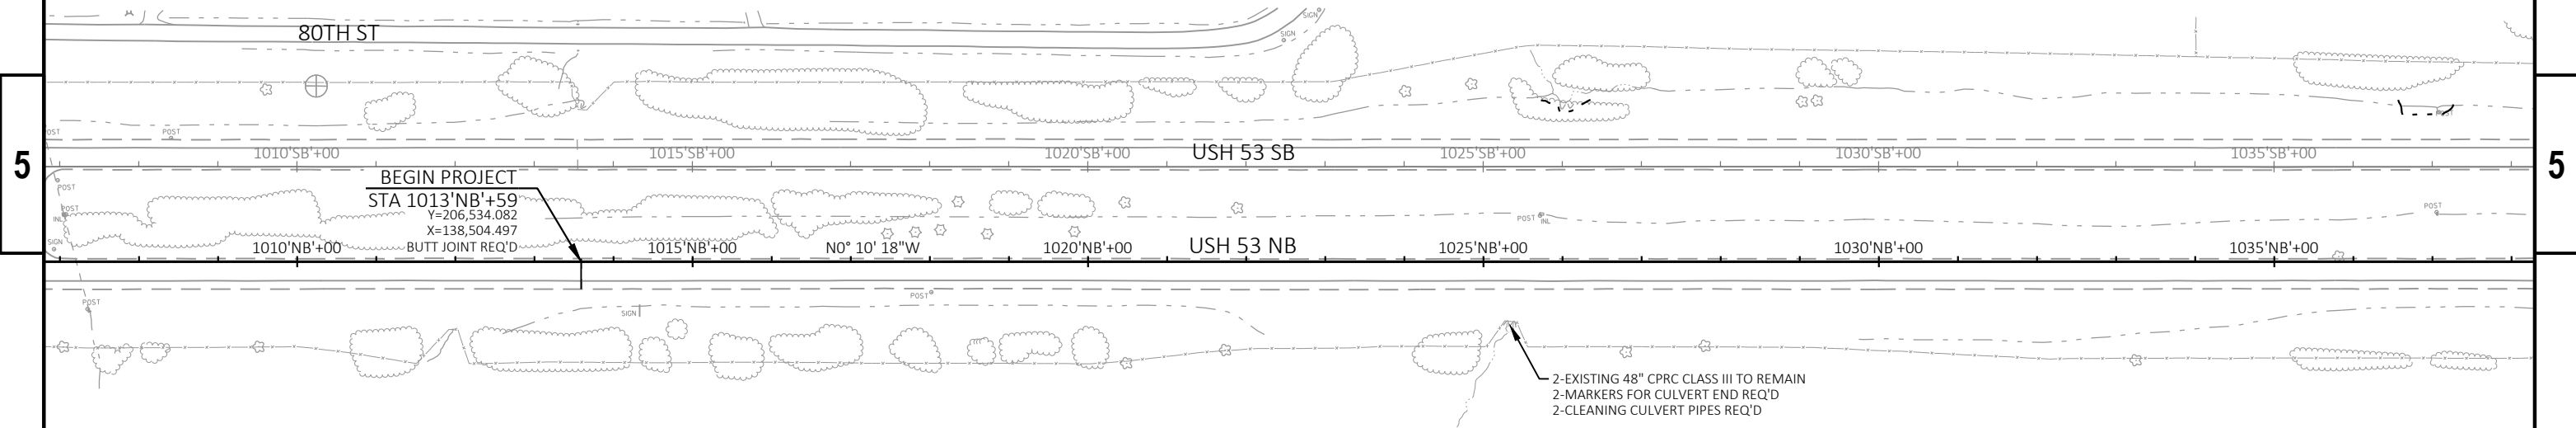 SIGN
SIGN
80TH ST
POST
POST
1010'SB'+00
1015'SB'+00
1020'SB'+00
USH 53 SB
1025'SB'+00
1030'SB'+00
1035'SB'+00
5
5
BEGIN PROJECT
STA 1013'NB'+59
Y=206,534.082
X=138,504.497
BUTT JOINT REQ'D
POST
POST
INL
SIGN
POST
INL
POST
1010'NB'+00
1015'NB'+00
N0° 10' 18"W
1020'NB'+00
USH 53 NB
1025'NB'+00
1030'NB'+00
1035'NB'+00
POST
SIGN
POST
2-EXISTING 48" CPRC CLASS III TO REMAIN
2-MARKERS FOR CULVERT END REQ'D
2-CLEANING CULVERT PIPES REQ'D